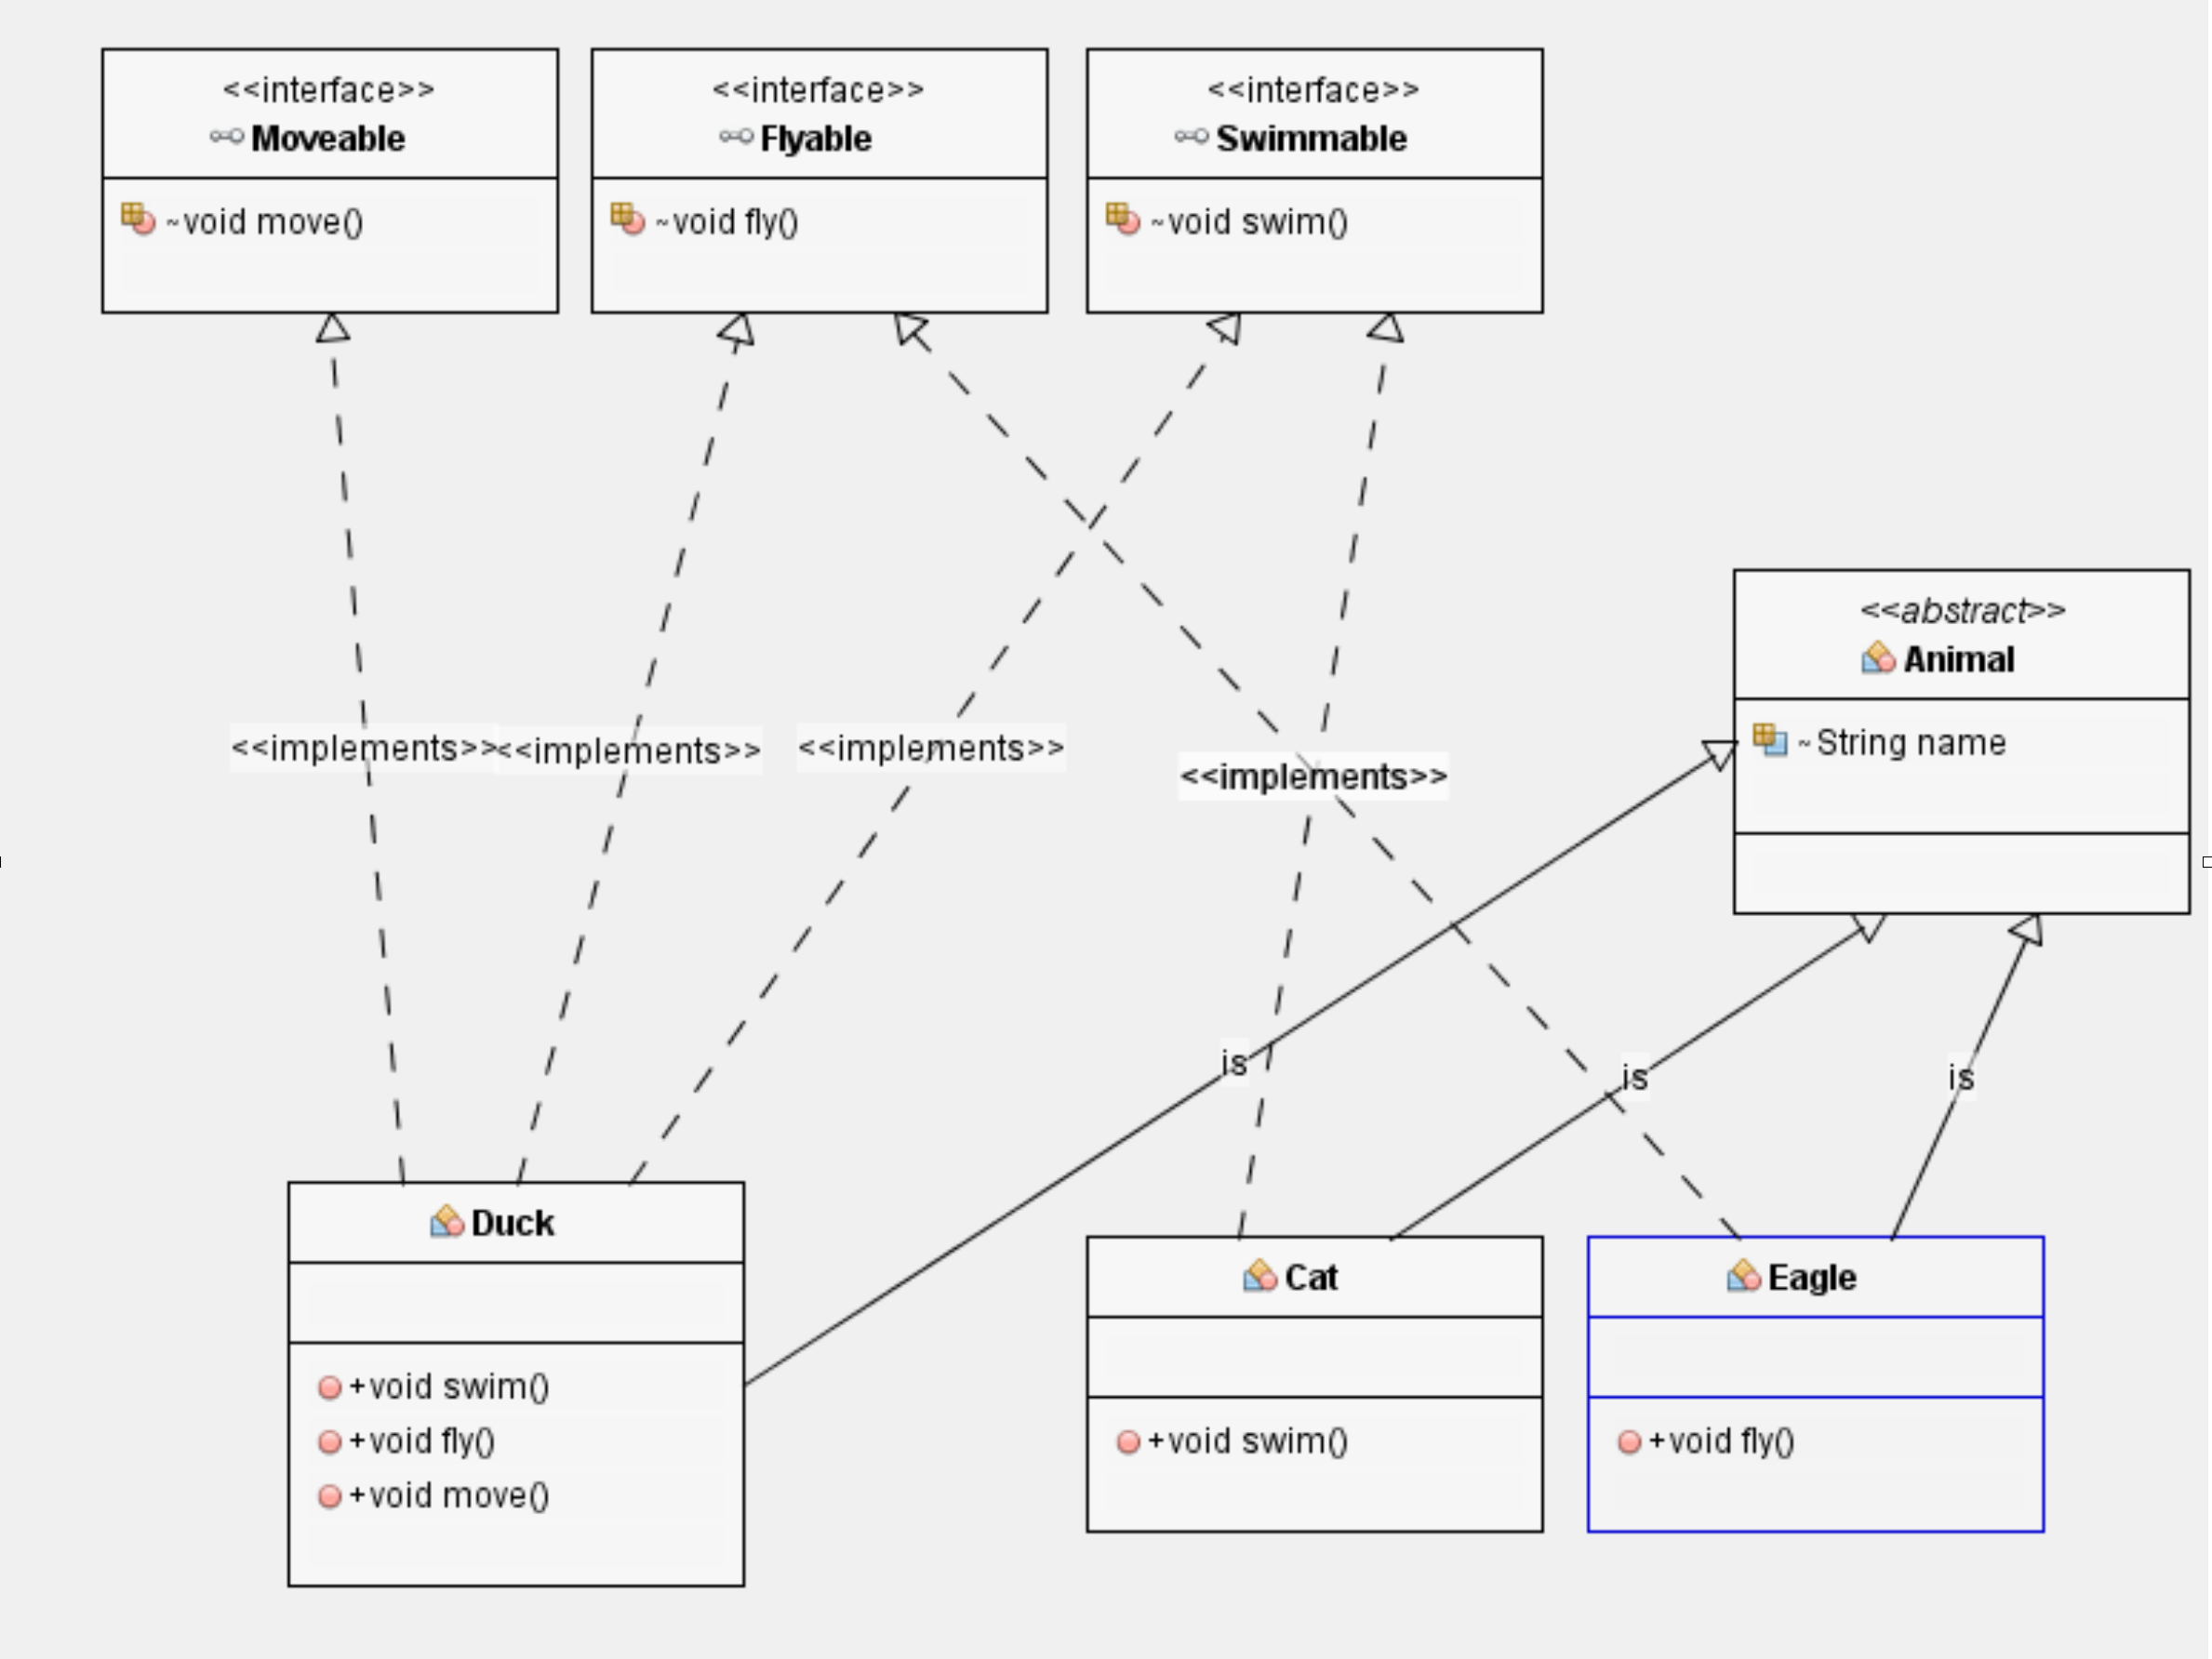 <<interface>>
Moveable
~void move()
<<interface>>
Flyable
~void fly()
<<interface>>
Swimmable
~void swim()
<<abstract>>
Animal
~String name
<<implements>>
<<implements>>
<<implements>>
<<implements>>
is
is
is
Duck
+void swim()
+void fly()
+void move()
Cat
+void swim()
Eagle
+void fly()